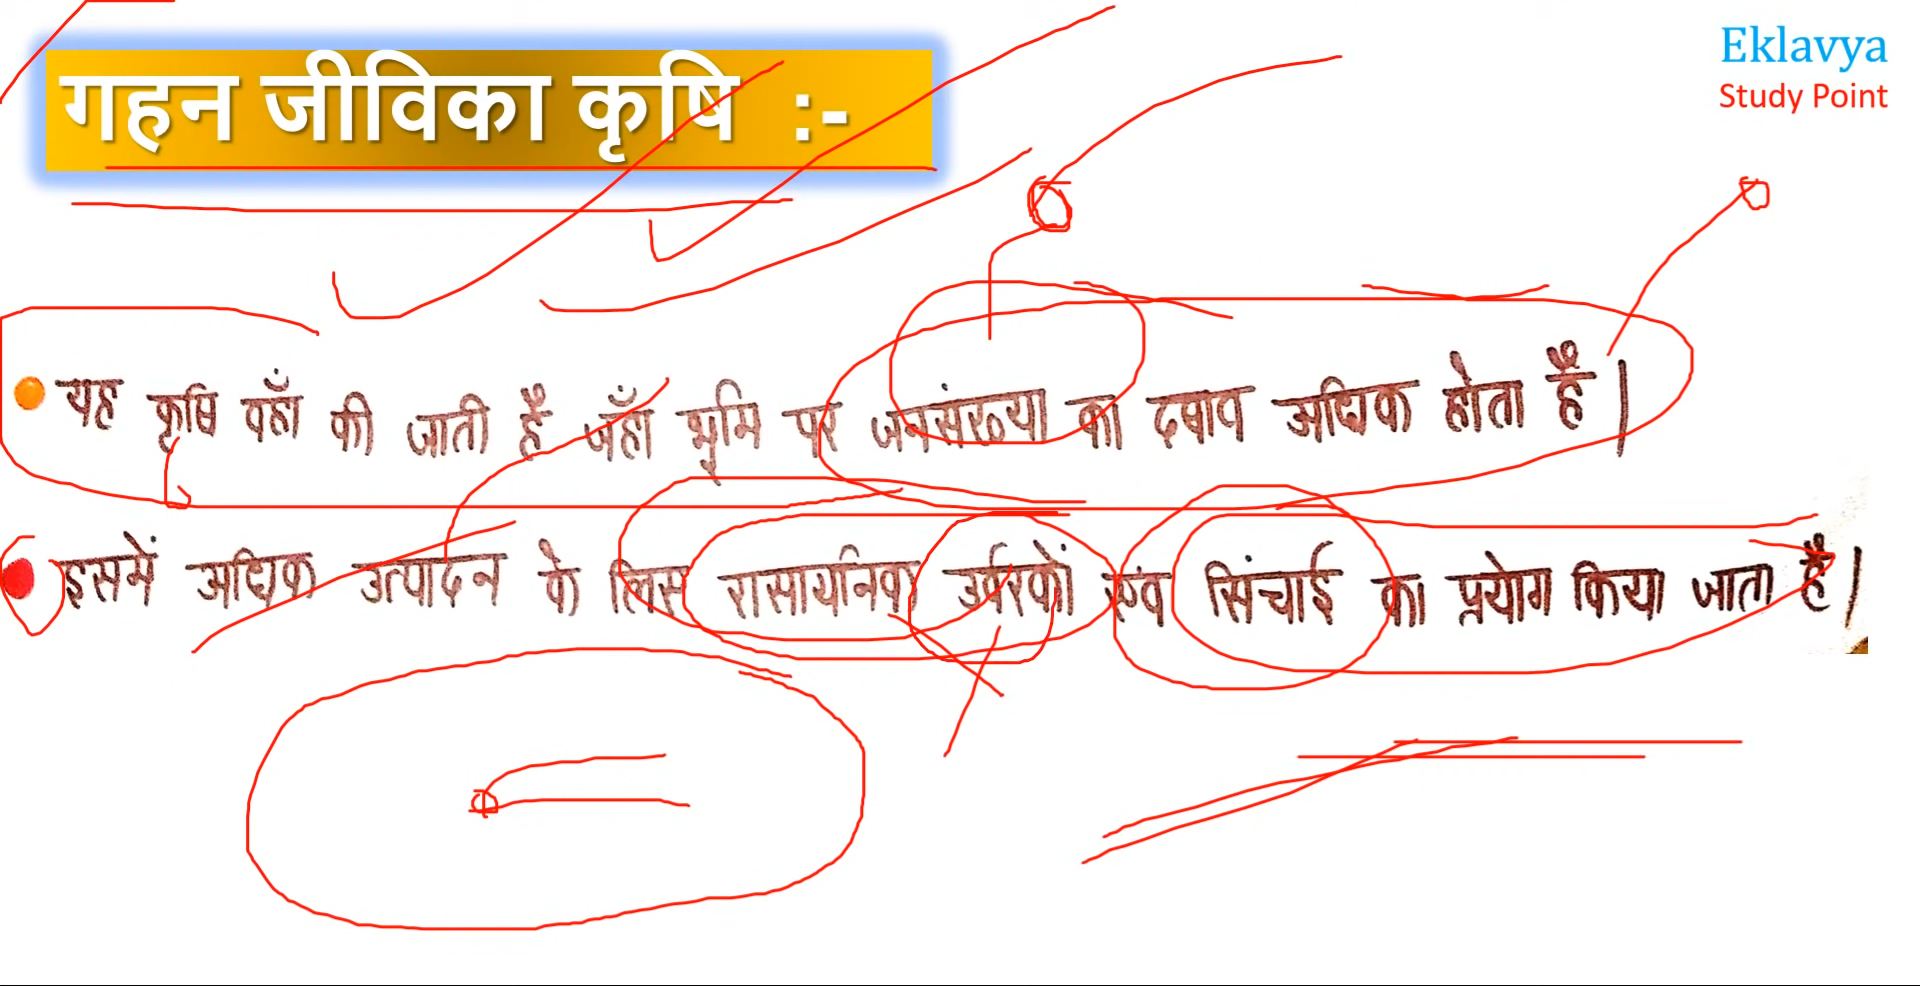 गहन जीविका कृषि :-
Eklavya
Study Point
यह कृषि वहाँ की जाती है जहाँ भूमि पर जनसंख्या का दबाव अधिक होता है |
इसमें अधिक उत्पादन के लिए रासायनिक उर्वरकों एवं सिंचाई का प्रयोग किया जाता है |